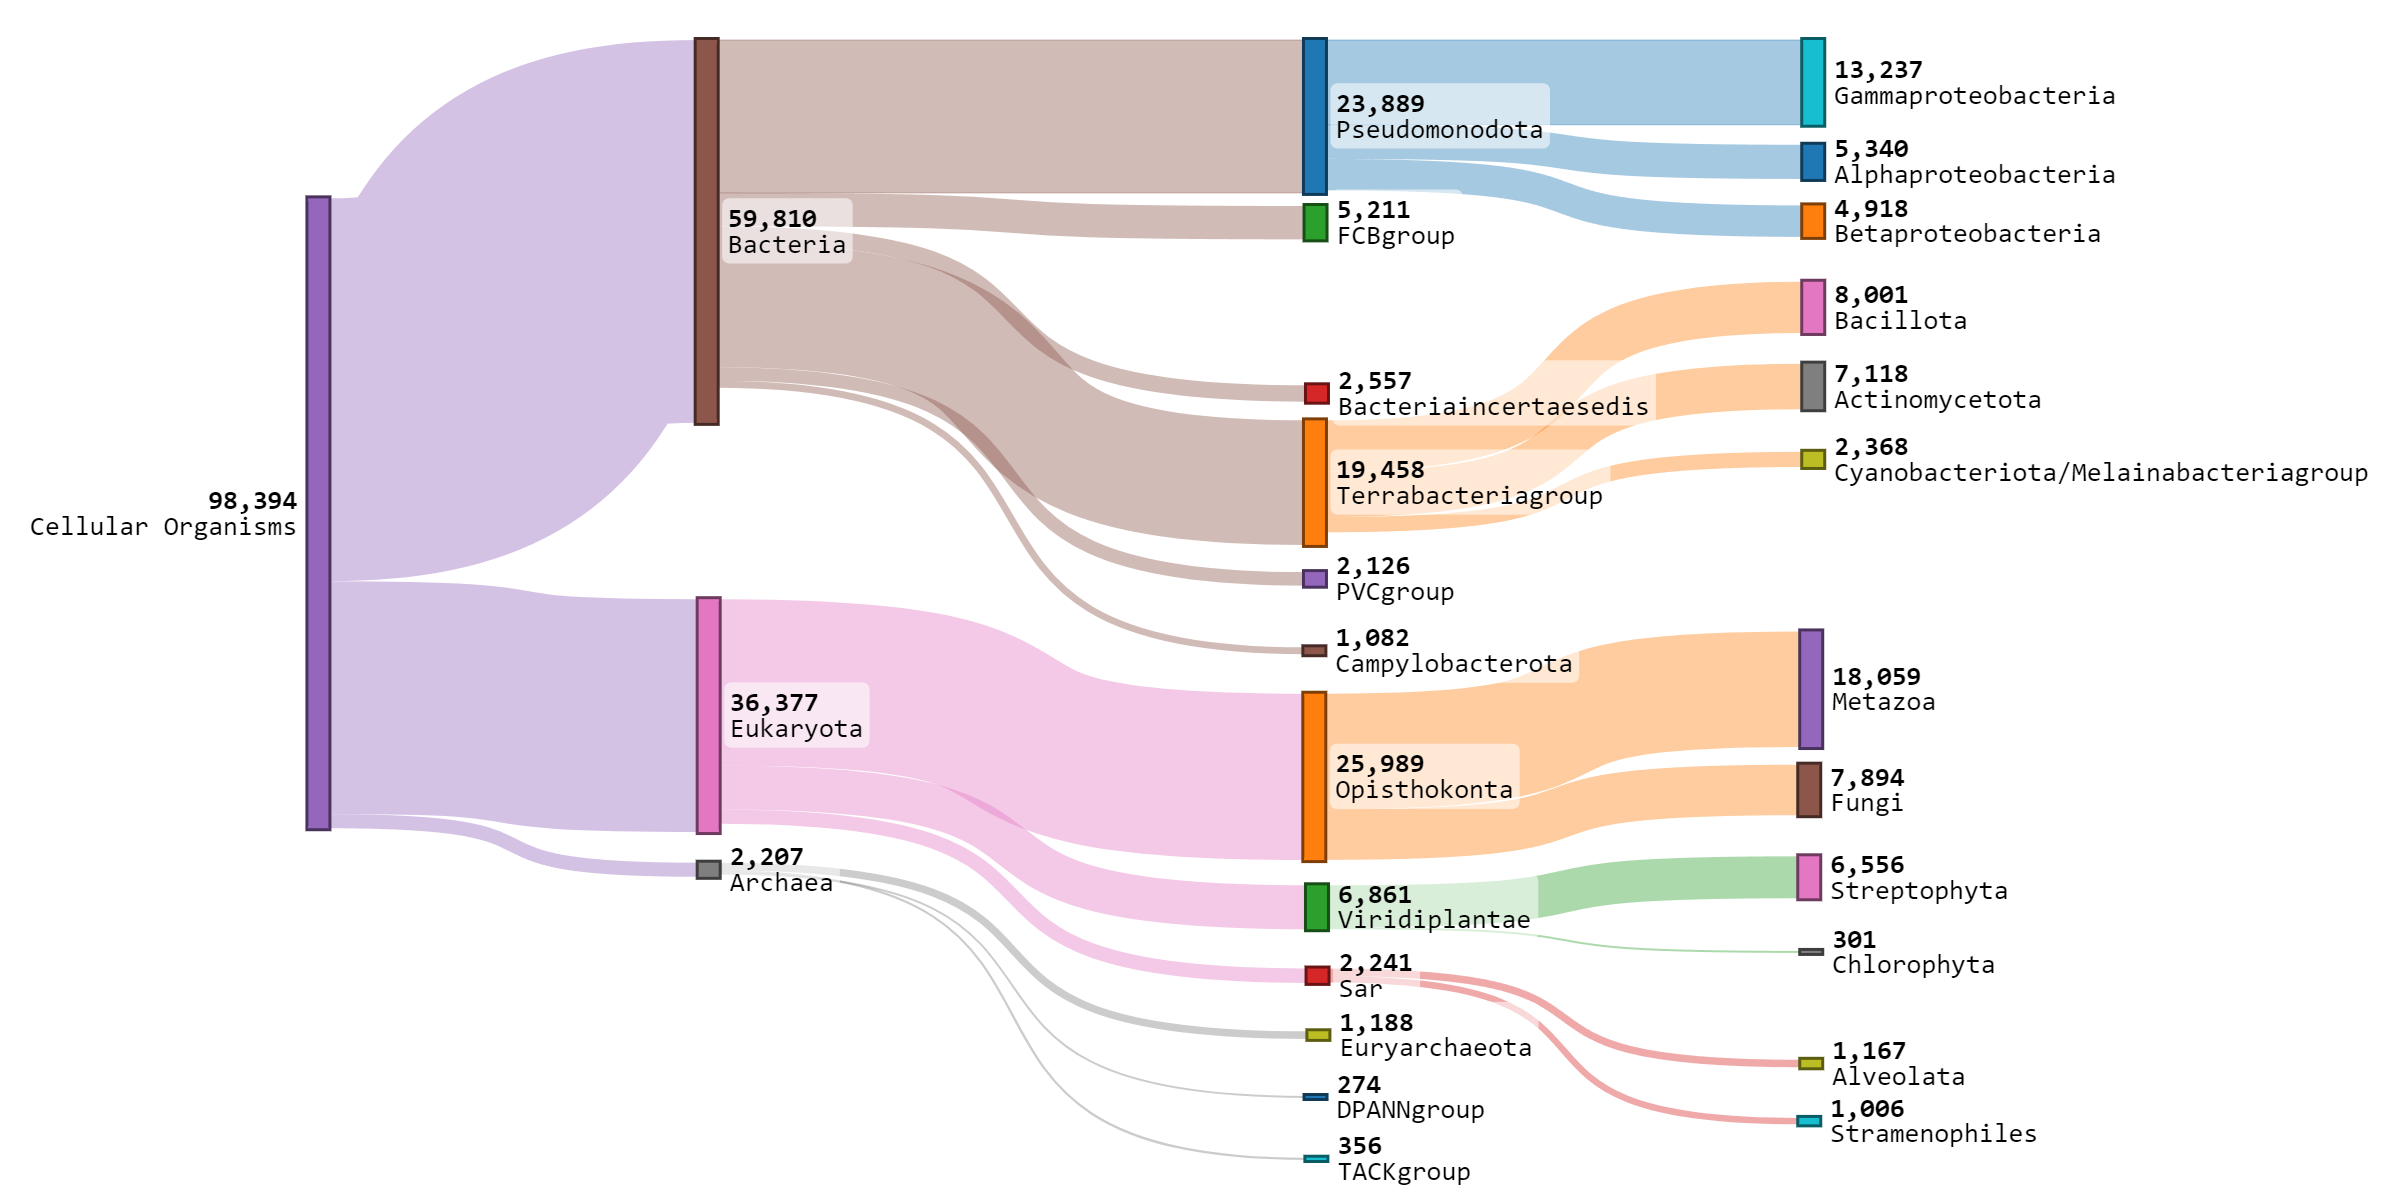 98,394
Cellular Organisms
59,810
Bacteria
36,377
Eukaryota
2,207
Archaea
23,889
Pseudomonodota
5,211
FCBgroup
2,557
Bacteriaincertaesedis
19,458
Terrabacteriagroup
2,126
PVCgroup
1,082
Campylobacterota
25,989
Opisthokonta
6,861
Viridiplantae
2,241
Sar
1,188
Euryarchaeota
274
DPANNgroup
356
TACKgroup
13,237
Gammaproteobacteria
5,340
Alphaproteobacteria
4,918
Betaproteobacteria
8,001
Bacillota
7,118
Actinomycetota
2,368
Cyanobacteriota/Melainabacteriagroup
18,059
Metazoa
7,894
Fungi
6,556
Streptophyta
301
Chlorophyta
1,167
Alveolata
1,006
Stramenophiles